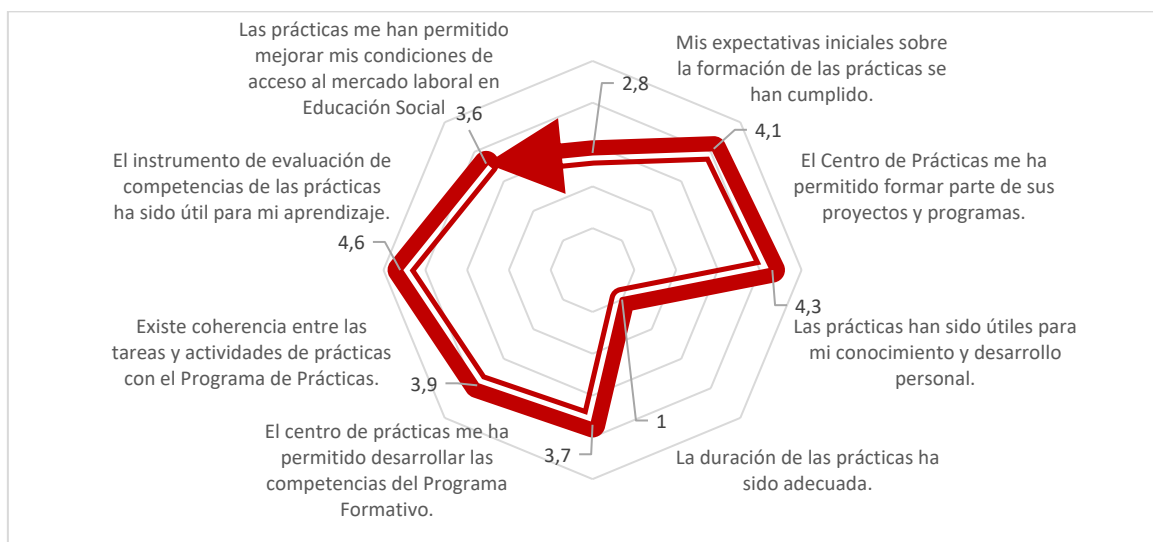 Las prácticas me han permitido
mejorar mis condiciones de
acceso al mercado laboral en
Educación Social
3,6
2,8
Mis expectativas iniciales sobre
la formación de las prácticas se
han cumplido.
4,1
El Centro de Prácticas me ha
permitido formar parte de sus
proyectos y programas.
4,3
Las prácticas han sido útiles para
mi conocimiento y desarrollo
personal.
1
La duración de las prácticas ha
sido adecuada.
3,7
El centro de prácticas me ha
permitido desarrollar las
competencias del Programa
Formativo.
3,9
Existe coherencia entre las
tareas y actividades de prácticas
con el Programa de Prácticas.
4,6
El instrumento de evaluación de
competencias de las prácticas
ha sido útil para mi aprendizaje.